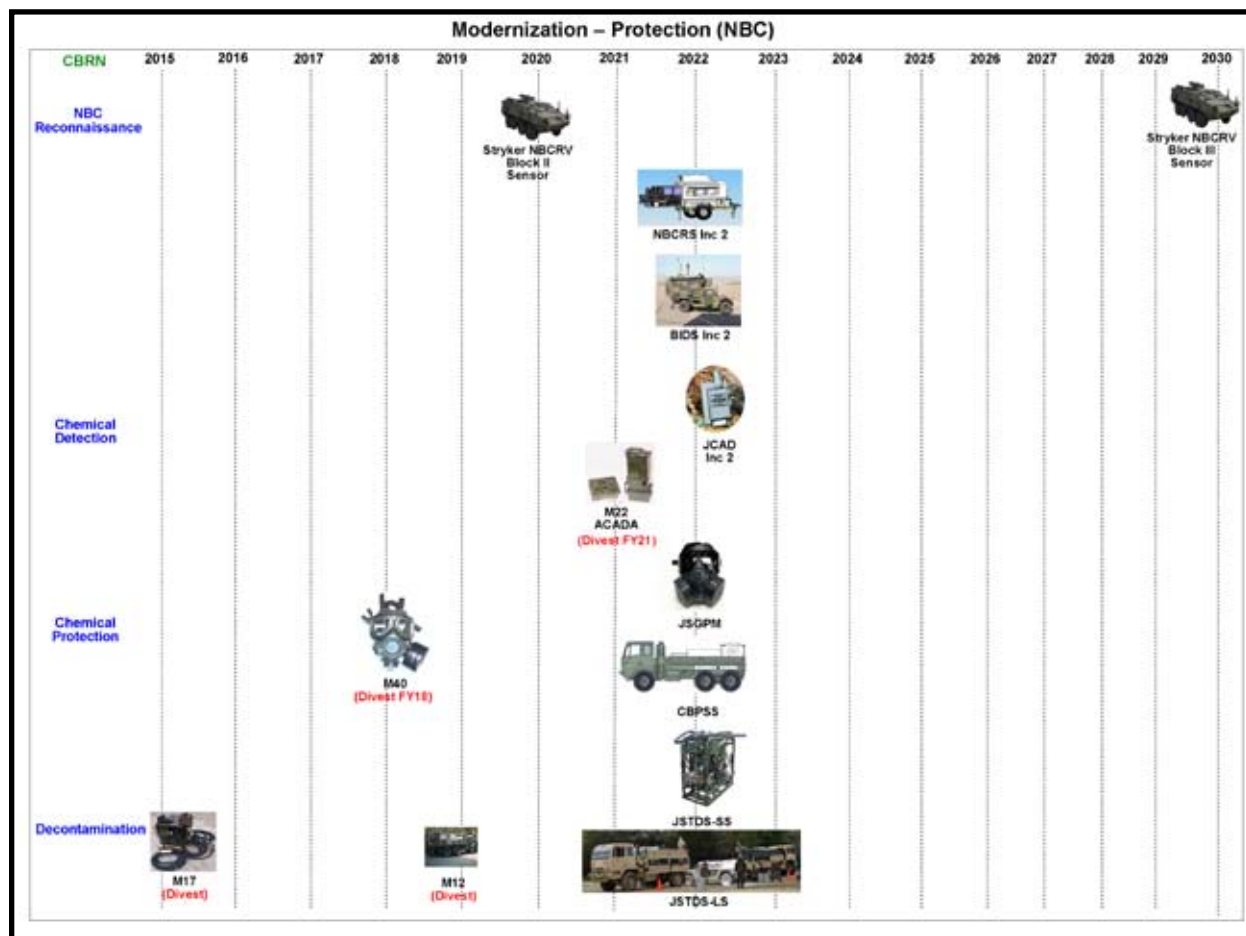 Modernization – Protection (NBC)
CBRN 2015 2016 2017 2018 2019 2020 2021 2022 2023 2024 2025 2026 2027 2028 2029 2030
NBC
Reconnaissance
Stryker NBCRV
Block II
Sensor
Stryker NBCRV
Block III
Sensor
NBCRS Inc 2
BIDS Inc 2
Chemical
Detection
JCAD
Inc 2
M22
ACADA
(Divest FY21)
Chemical
Protection
JSGPM
M40
(Divest FY18)
CBPSS
Decontamination
JSTDS-SS
M17
(Divest)
M12
(Divest)
JSTDS-LS